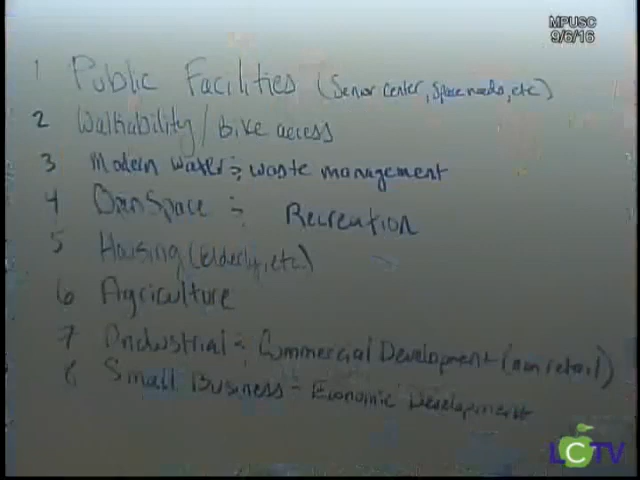 MPUSC
9/6/16
1 Public Facilities (Senior Center, Space needs, etc)
2 Walkability / Bike access
3 Modern water & waste management
4 Open Space & Recreation
5 Housing (Elderly, etc.)
6 Agriculture
7 Industrial & Commercial Development (non retail)
8 Small Business - Economic Development
LCTV